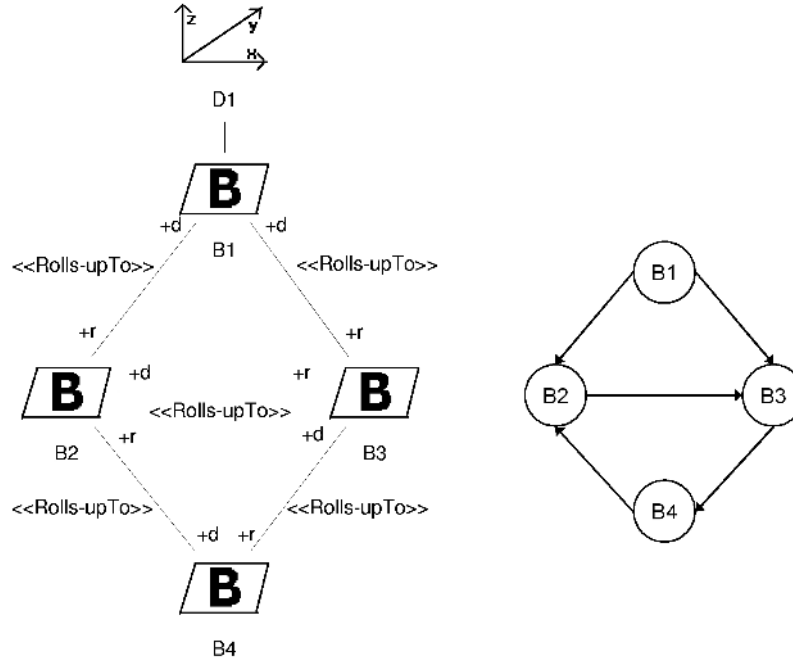 z
y
x
D1
B
+d +d
B1
<<Rolls-upTo>> <<Rolls-upTo>>
+r +r
B +d +r B
<<Rolls-upTo>>
+r +d
B2 B3
<<Rolls-upTo>> <<Rolls-upTo>>
+d +r
B
B4
B1
B2 B3
B4